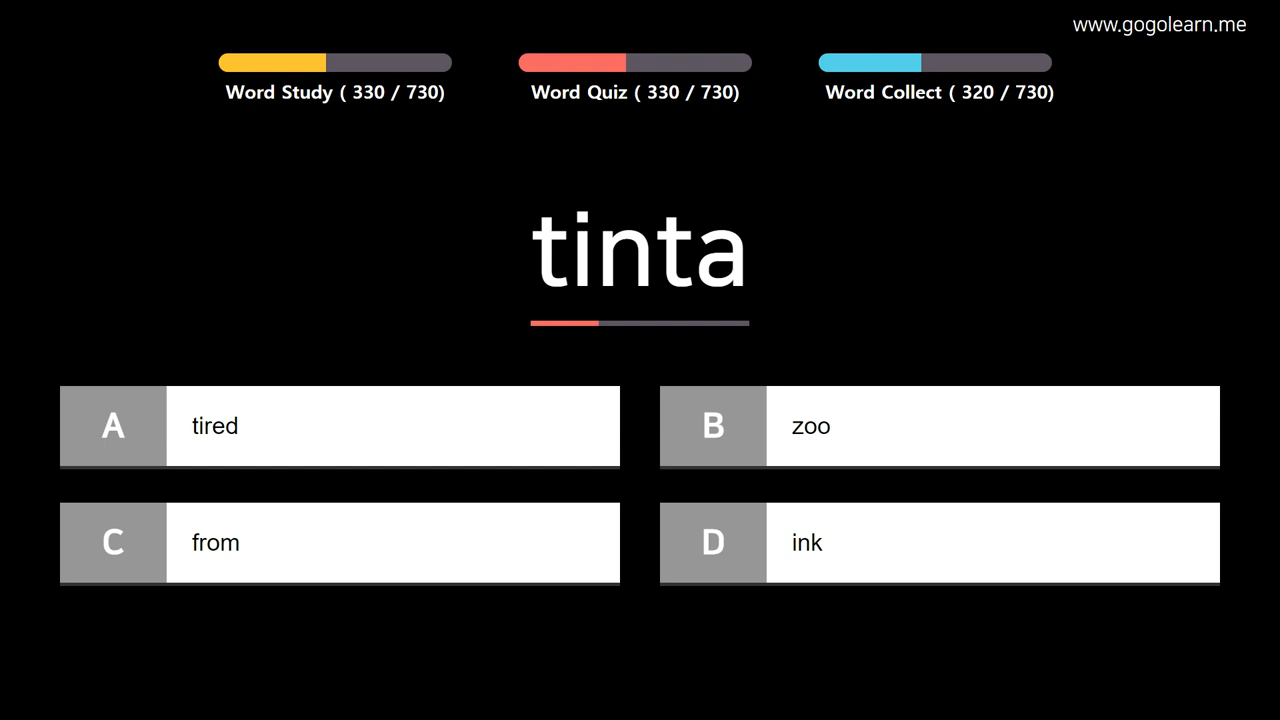 www.gogolearn.me
Word Study ( 330 / 730)
Word Quiz ( 330 / 730)
Word Collect ( 320 / 730)
tinta
A tired
B zoo
C from
D ink